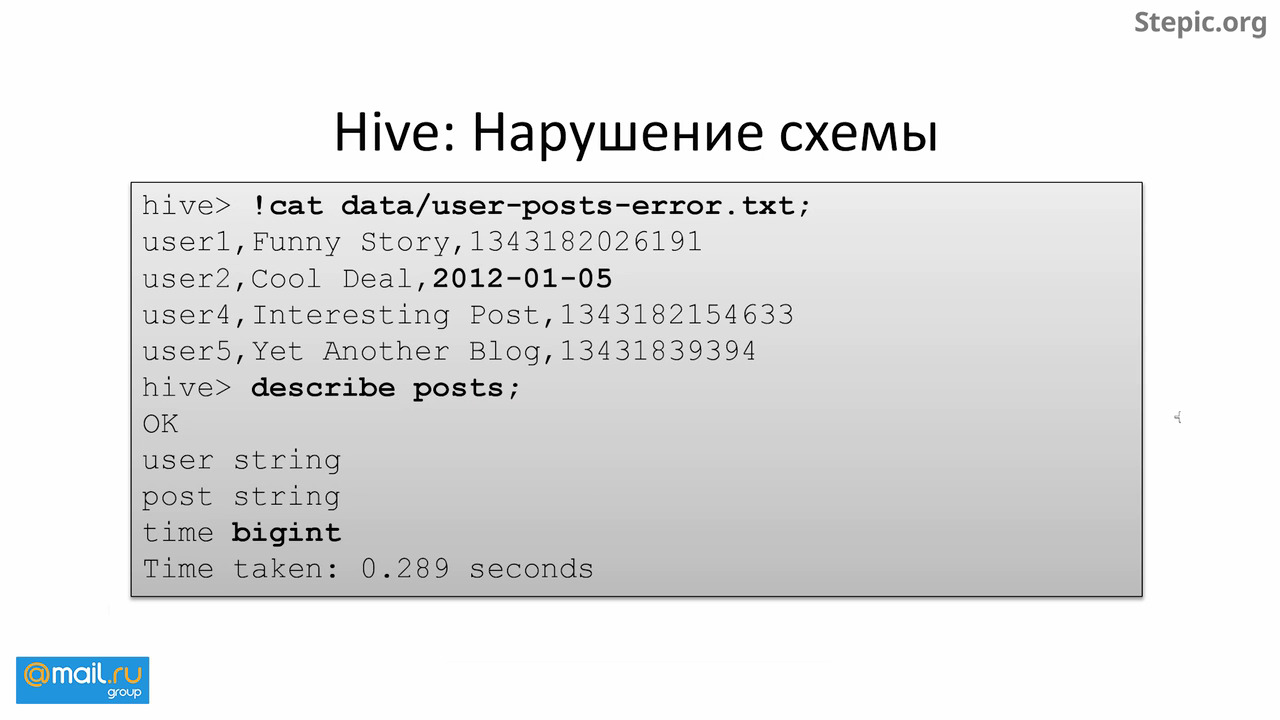 Stepic.org
Hive: Нарушение схемы
hive> !cat data/user-posts-error.txt;
user1,Funny Story,1343182026191
user2,Cool Deal,2012-01-05
user4,Interesting Post,1343182154633
user5,Yet Another Blog,13431839394
hive> describe posts;
OK
user string
post string
time bigint
Time taken: 0.289 seconds
@mail.ru
group